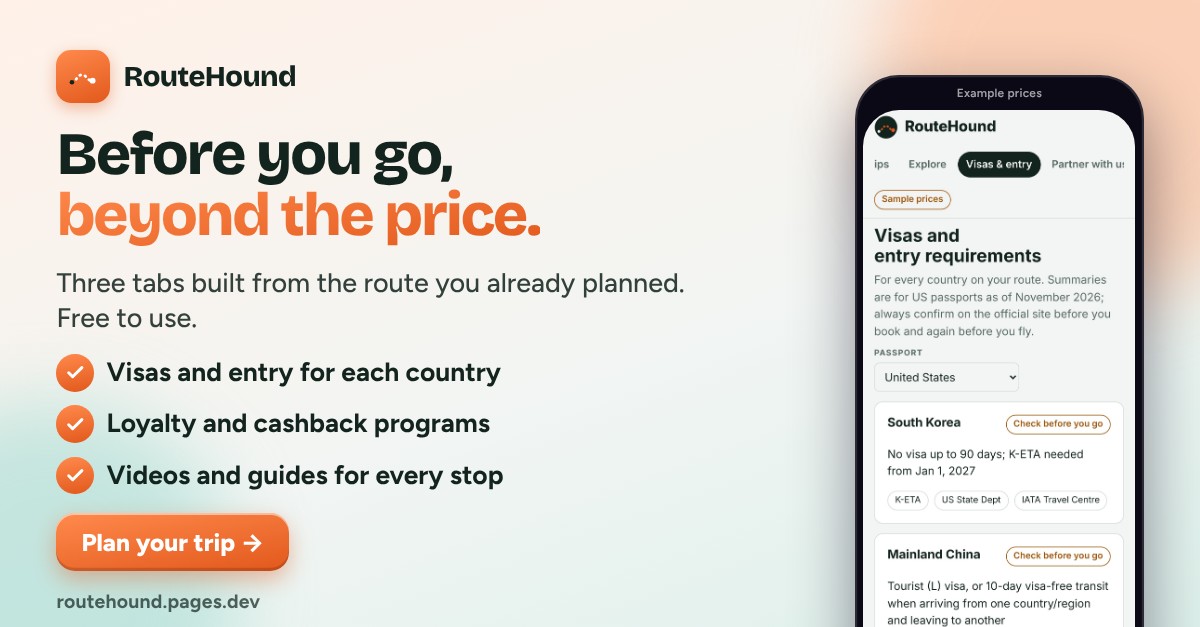 RouteHound
Before you go,
beyond the price.
Three tabs built from the route you already planned.
Free to use.
Visas and entry for each country
Loyalty and cashback programs
Videos and guides for every stop
Plan your trip →
routehound.pages.dev
Example prices
RouteHound
ips Explore Visas & entry Partner with us
Sample prices
Visas and
entry requirements
For every country on your route. Summaries
are for US passports as of November 2026;
always confirm on the official site before you
book and again before you fly.
PASSPORT
United States
South Korea Check before you go
No visa up to 90 days; K-ETA needed
from Jan 1, 2027
K-ETA US State Dept IATA Travel Centre
Mainland China Check before you go
Tourist (L) visa, or 10-day visa-free transit
when arriving from one country/region
and leaving to another